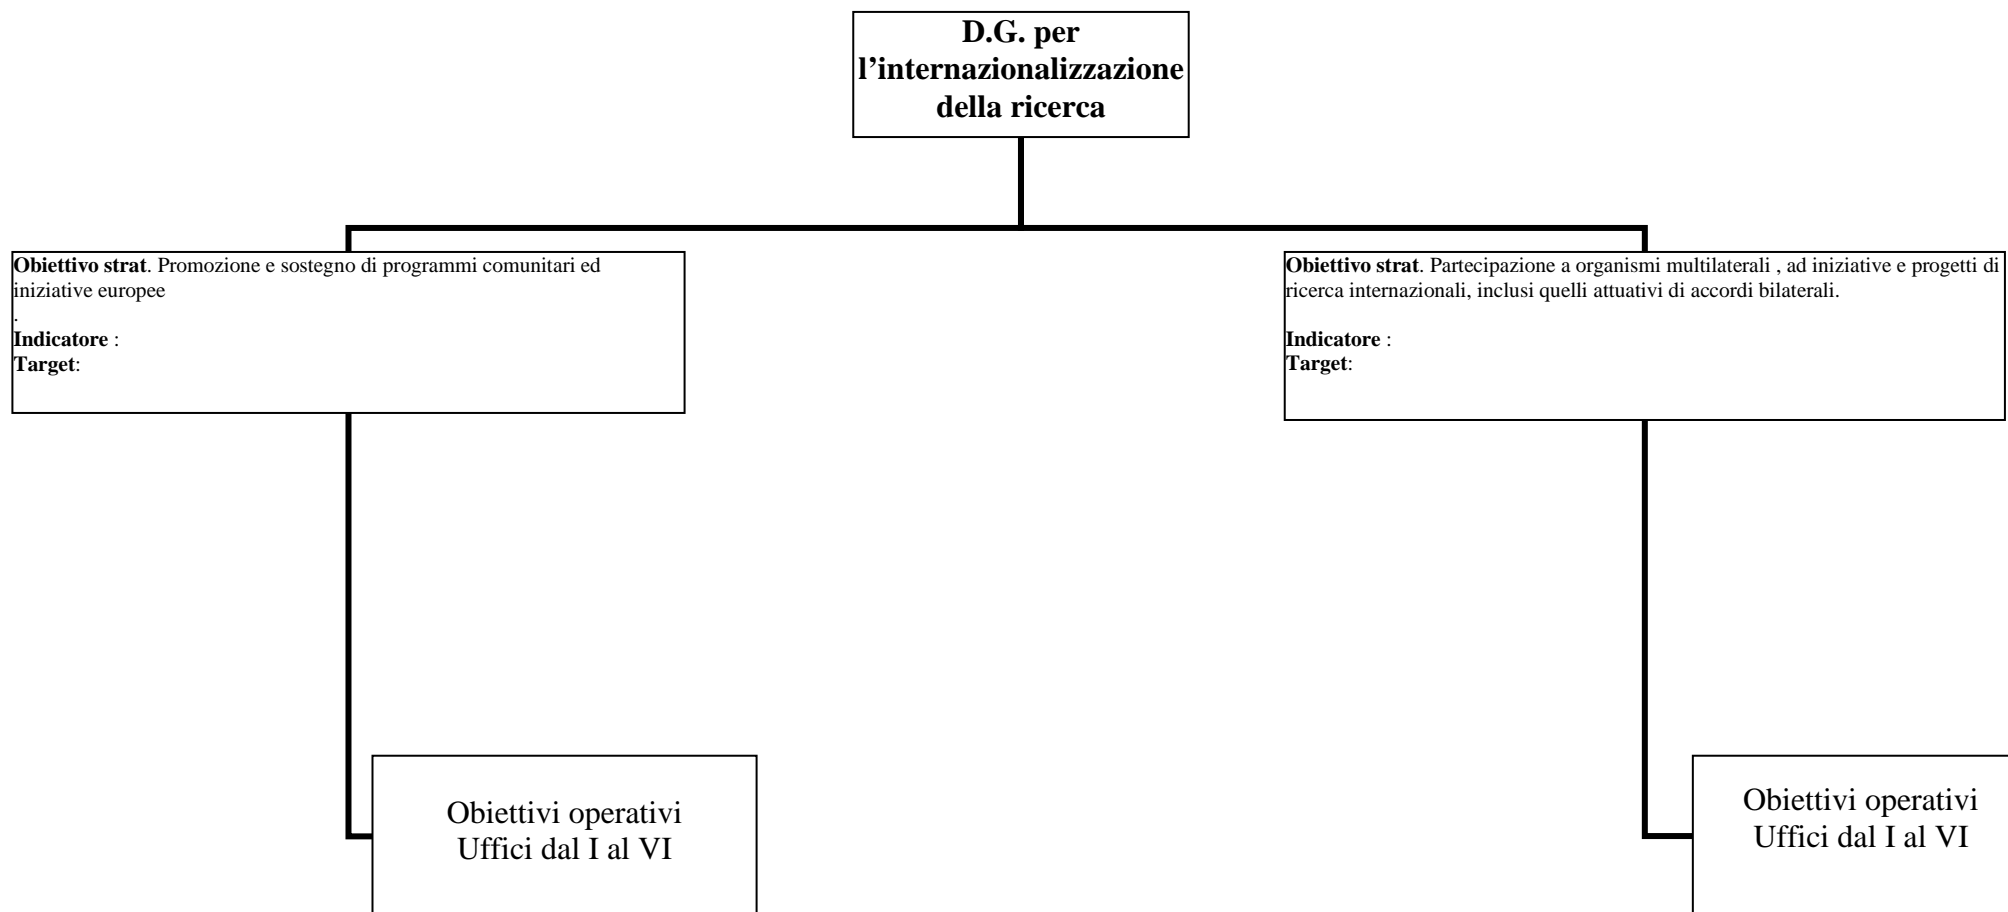 D.G. per
l’internazionalizzazione
della ricerca
Obiettivo strat. Promozione e sostegno di programmi comunitari ed
iniziative europee
.
Indicatore :
Target:
Obiettivo strat. Partecipazione a organismi multilaterali , ad iniziative e progetti di
ricerca internazionali, inclusi quelli attuativi di accordi bilaterali.
Indicatore :
Target:
Obiettivi operativi
Uffici dal I al VI
Obiettivi operativi
Uffici dal I al VI